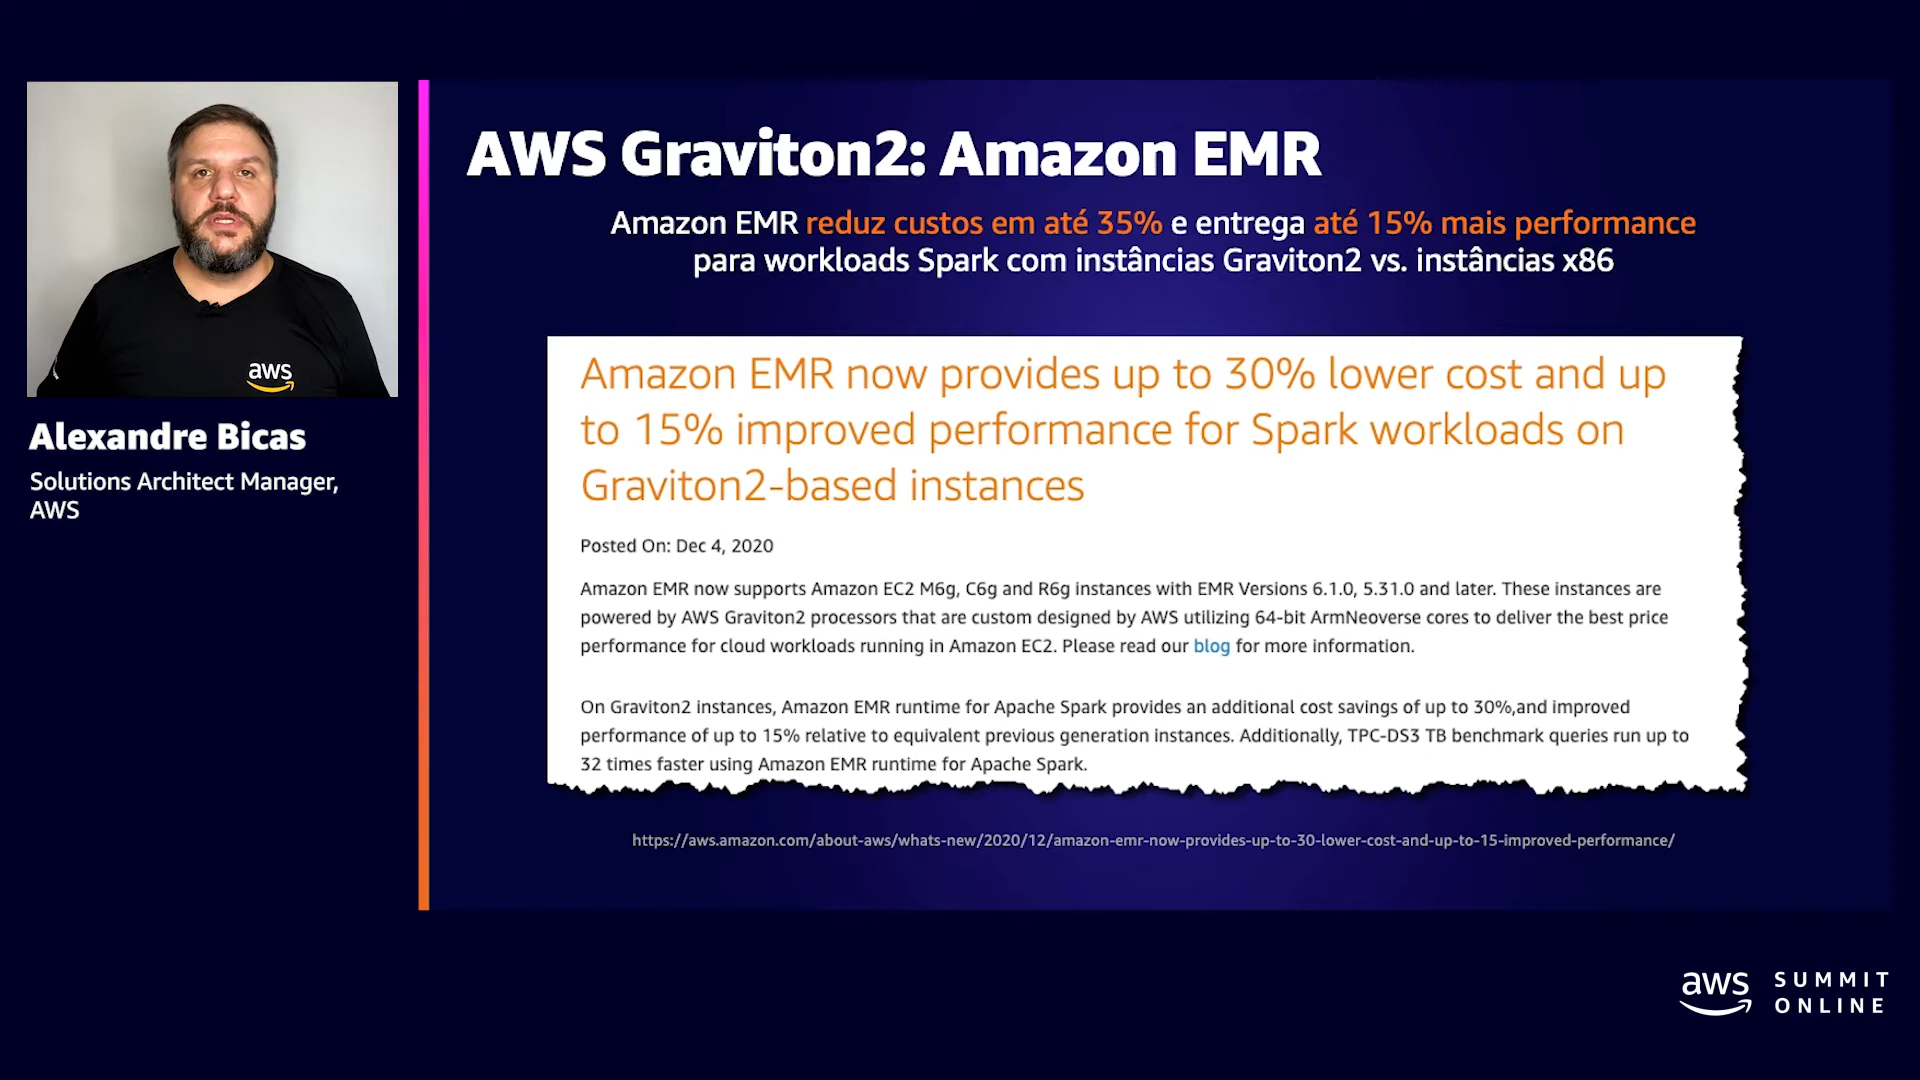 aws
Alexandre Bicas
Solutions Architect Manager,
AWS
AWS Graviton2: Amazon EMR
Amazon EMR reduz custos em até 35% e entrega até 15% mais performance
para workloads Spark com instâncias Graviton2 vs. instâncias x86
Amazon EMR now provides up to 30% lower cost and up
to 15% improved performance for Spark workloads on
Graviton2-based instances
Posted On: Dec 4, 2020
Amazon EMR now supports Amazon EC2 M6g, C6g and R6g instances with EMR Versions 6.1.0, 5.31.0 and later. These instances are
powered by AWS Graviton2 processors that are custom designed by AWS utilizing 64-bit ArmNeoverse cores to deliver the best price
performance for cloud workloads running in Amazon EC2. Please read our blog for more information.
On Graviton2 instances, Amazon EMR runtime for Apache Spark provides an additional cost savings of up to 30%,and improved
performance of up to 15% relative to equivalent previous generation instances. Additionally, TPC-DS3 TB benchmark queries run up to
32 times faster using Amazon EMR runtime for Apache Spark.
https://aws.amazon.com/about-aws/whats-new/2020/12/amazon-emr-now-provides-up-to-30-lower-cost-and-up-to-15-improved-performance/
aws SUMMIT
ONLINE